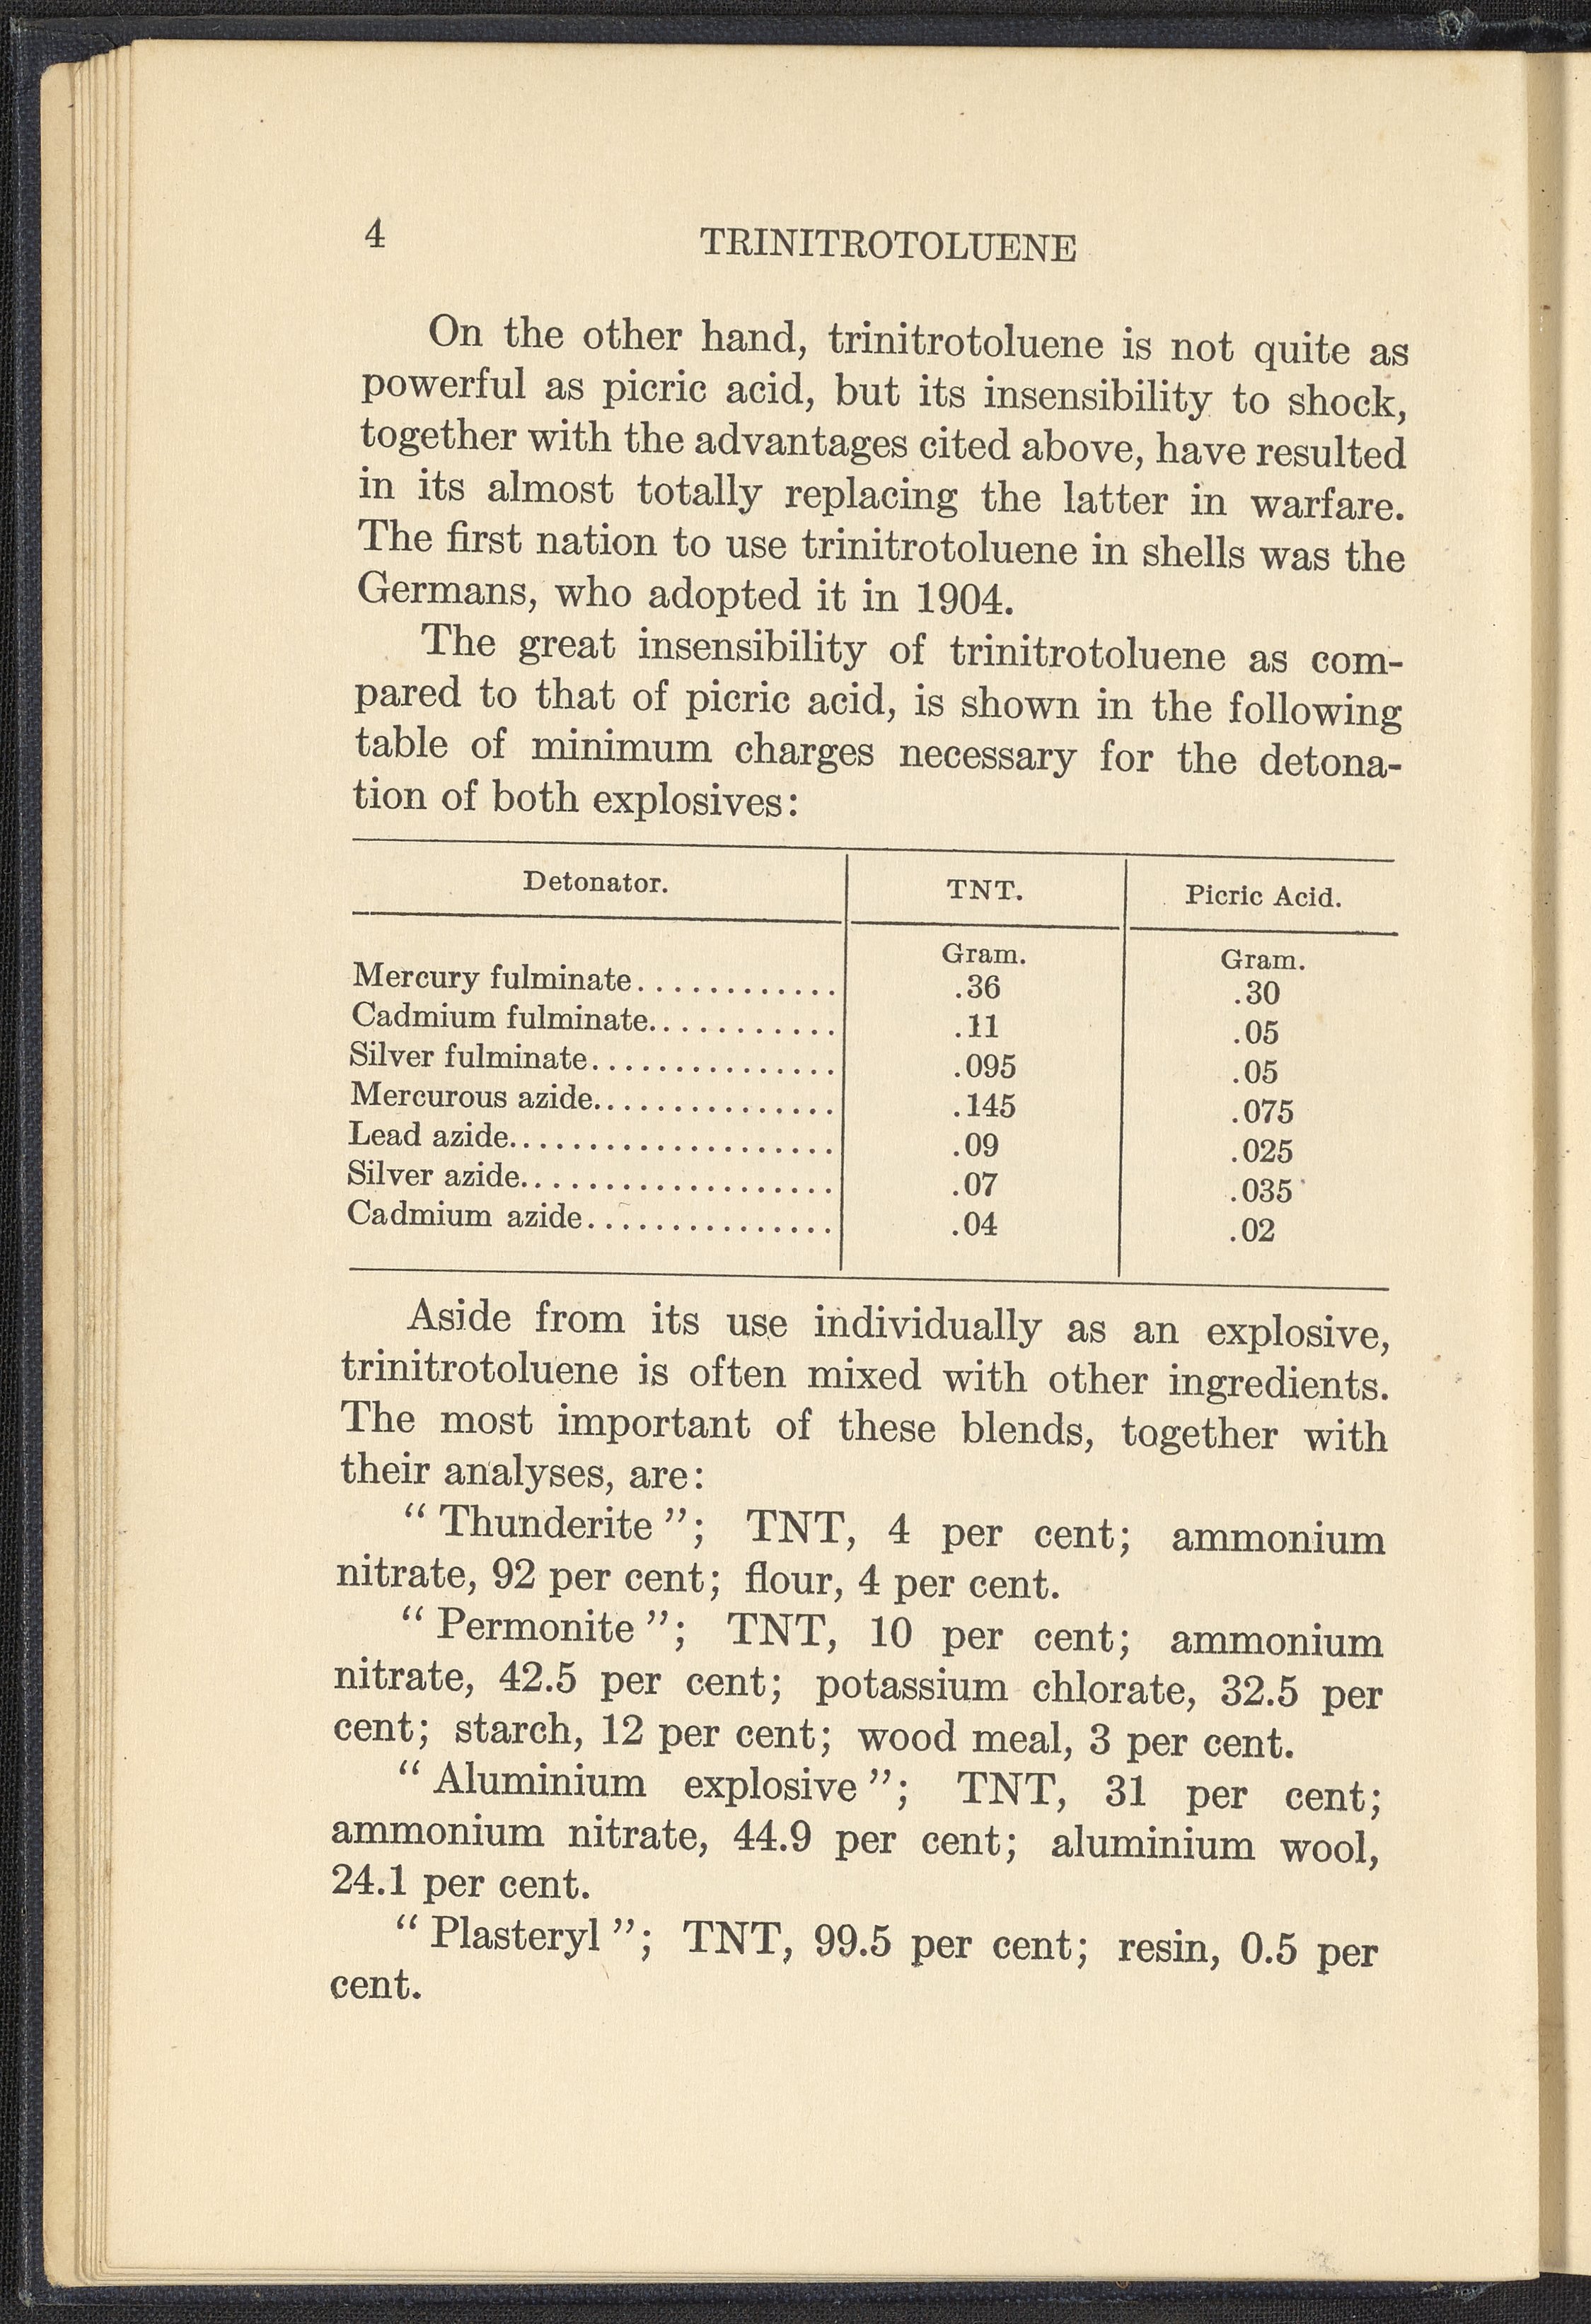 4
TRINITROTOLUENE
On the other hand, trinitrotoluene is not quite as
powerful as picric acid, but its insensibility to shock,
together with the advantages cited above, have resulted
in its almost totally replacing the latter in warfare.
The first nation to use trinitrotoluene in shells was the
Germans, who adopted it in 1904.
The great insensibility of trinitrotoluene as com-
pared to that of picric acid, is shown in the following
table of minimum charges necessary for the detona-
tion of both explosives:
Detonator. TNT. Picric Acid.
Gram. Gram.
Mercury fulminate............ .36 .30
Cadmium fulminate........... .11 .05
Silver fulminate............... .095 .05
Mercurous azide............... .145 .075
Lead azide.................... .09 .025
Silver azide................... .07 .035
Cadmium azide............... .04 .02
Aside from its use individually as an explosive,
trinitrotoluene is often mixed with other ingredients.
The most important of these blends, together with
their analyses, are:
“ Thunderite ”; TNT, 4 per cent; ammonium
nitrate, 92 per cent; flour, 4 per cent.
“ Permonite ”; TNT, 10 per cent; ammonium
nitrate, 42.5 per cent; potassium chlorate, 32.5 per
cent; starch, 12 per cent; wood meal, 3 per cent.
“ Aluminium explosive ”; TNT, 31 per cent;
ammonium nitrate, 44.9 per cent; aluminium wool,
24.1 per cent.
“ Plasteryl ”; TNT, 99.5 per cent; resin, 0.5 per
cent.